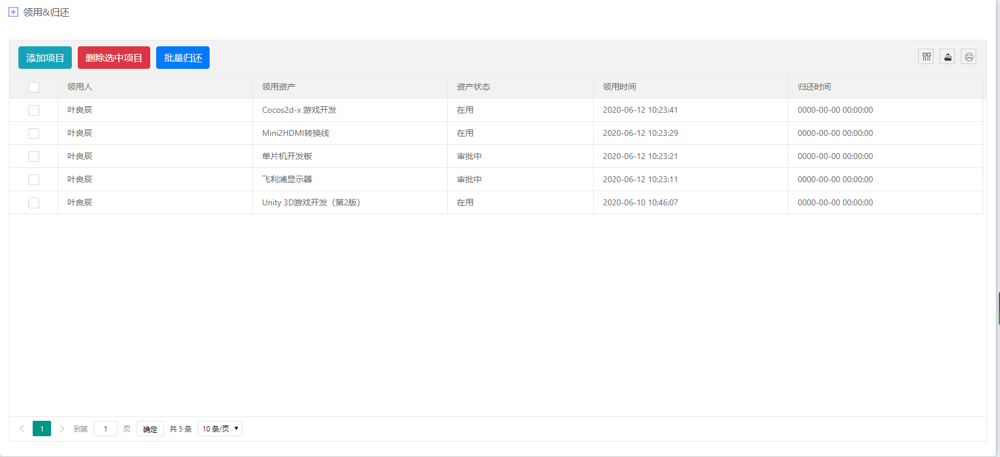 领用&归还
添加项目 删除选中项目 批量归还
领用人 领用资产 资产状态 领用时间 归还时间
叶良辰 Cocos2d-x 游戏开发 在用 2020-06-12 10:23:41 0000-00-00 00:00:00
叶良辰 Mini2HDMI转换线 在用 2020-06-12 10:23:29 0000-00-00 00:00:00
叶良辰 单片机开发板 审批中 2020-06-12 10:23:21 0000-00-00 00:00:00
叶良辰 飞利浦显示器 审批中 2020-06-12 10:23:11 0000-00-00 00:00:00
叶良辰 Unity 3D游戏开发（第2版） 在用 2020-06-10 10:46:07 0000-00-00 00:00:00
1 到第 1 页 确定 共 5 条 10 条/页